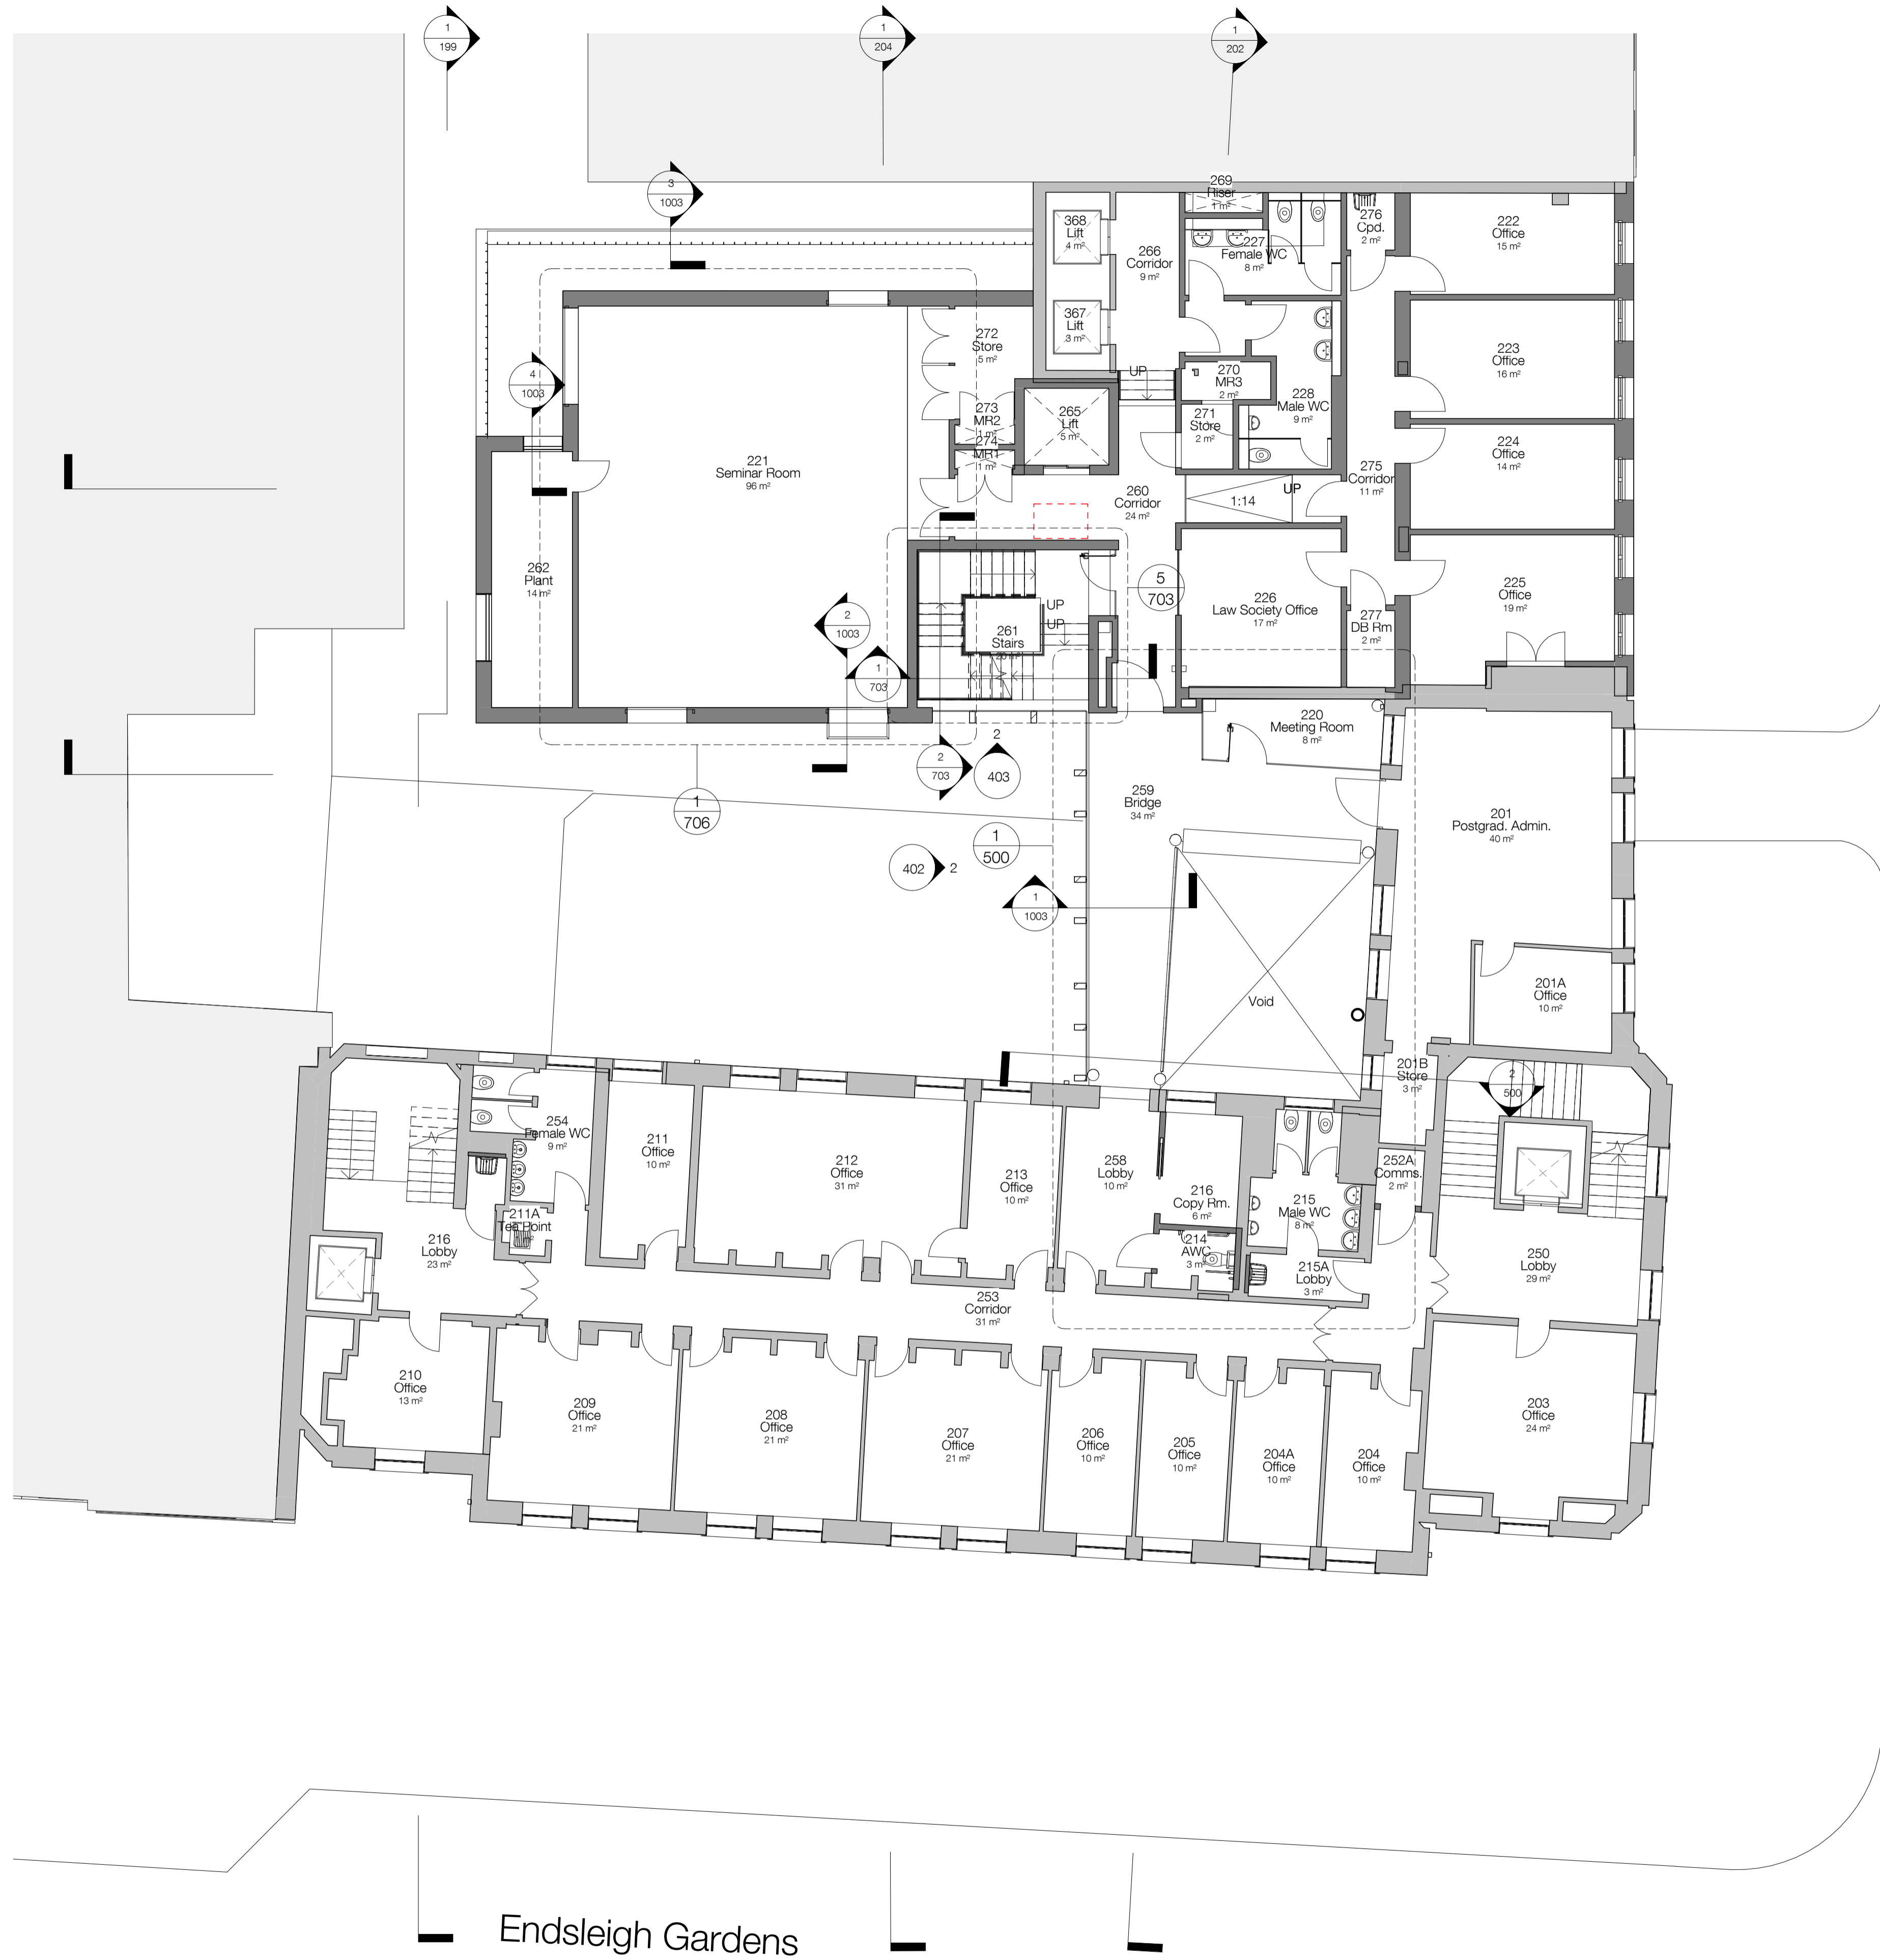 1
199
1
204
1
202
3
1003
269
Riser
1 m²
368
Lift
4 m²
266
Corridor
9 m²
227
Female WC
8 m²
276
Cpd.
2 m²
222
Office
15 m²
367
Lift
3 m²
272
Store
5 m²
223
Office
16 m²
4
1003
UP
270
MR3
2 m²
228
Male WC
9 m²
273
MR2
1 m²
265
Lift
5 m²
271
Store
2 m²
224
Office
14 m²
274
MR1
1 m²
221
Seminar Room
96 m²
275
Corridor
11 m²
260
Corridor
24 m²
1:14
UP
262
Plant
14 m²
5
703
226
Law Society Office
17 m²
225
Office
19 m²
UP
UP
261
Stairs
277
DB Rm
2 m²
2
1003
1
703
220
Meeting Room
8 m²
2
703
2
403
259
Bridge
34 m²
1
706
201
Postgrad. Admin.
40 m²
1
500
402
2
1
1003
Void
201A
Office
10 m²
201B
Store
3 m²
2
500
254
Female WC
9 m²
211
Office
10 m²
212
Office
31 m²
213
Office
10 m²
258
Lobby
10 m²
216
Copy Rm.
6 m²
215
Male WC
8 m²
252A
Comms.
2 m²
211A
Tea Point
216
Lobby
23 m²
214
AWC
3 m²
215A
Lobby
3 m²
250
Lobby
29 m²
253
Corridor
31 m²
210
Office
13 m²
209
Office
21 m²
208
Office
21 m²
207
Office
21 m²
206
Office
10 m²
205
Office
10 m²
204A
Office
10 m²
204
Office
10 m²
203
Office
24 m²
Endsleigh Gardens